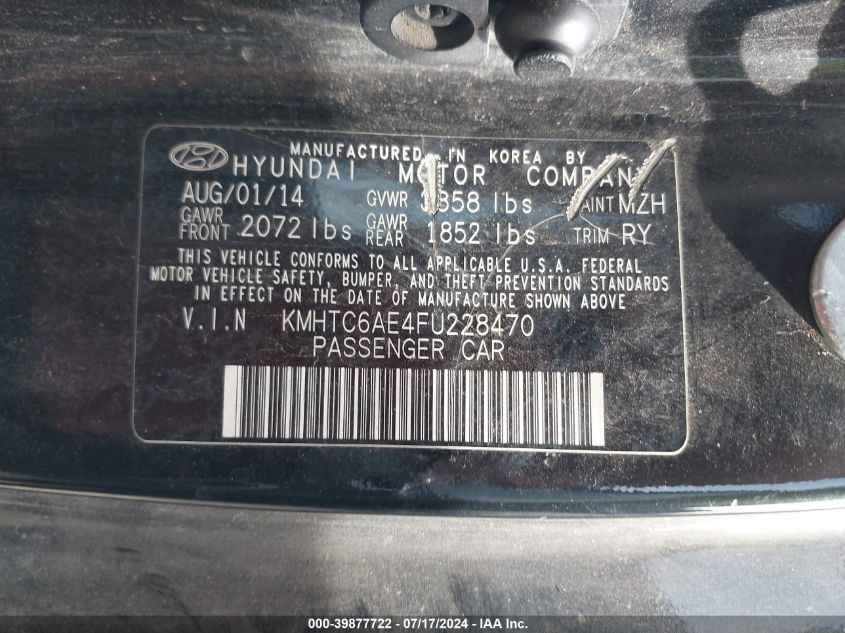 MANUFACTURED IN KOREA BY
HYUNDAI MOTOR COMPANY
AUG/01/14 GVWR 358 lbs PAINT MZH
GAWR FRONT 2072 lbs GAWR REAR 1852 lbs TRIM RY
THIS VEHICLE CONFORMS TO ALL APPLICABLE U.S.A. FEDERAL
MOTOR VEHICLE SAFETY, BUMPER, AND THEFT PREVENTION STANDARDS
IN EFFECT ON THE DATE OF MANUFACTURE SHOWN ABOVE
V.I.N KMHTC6AE4FU228470
PASSENGER CAR
000-39877722 - 07/17/2024 - IAA Inc.